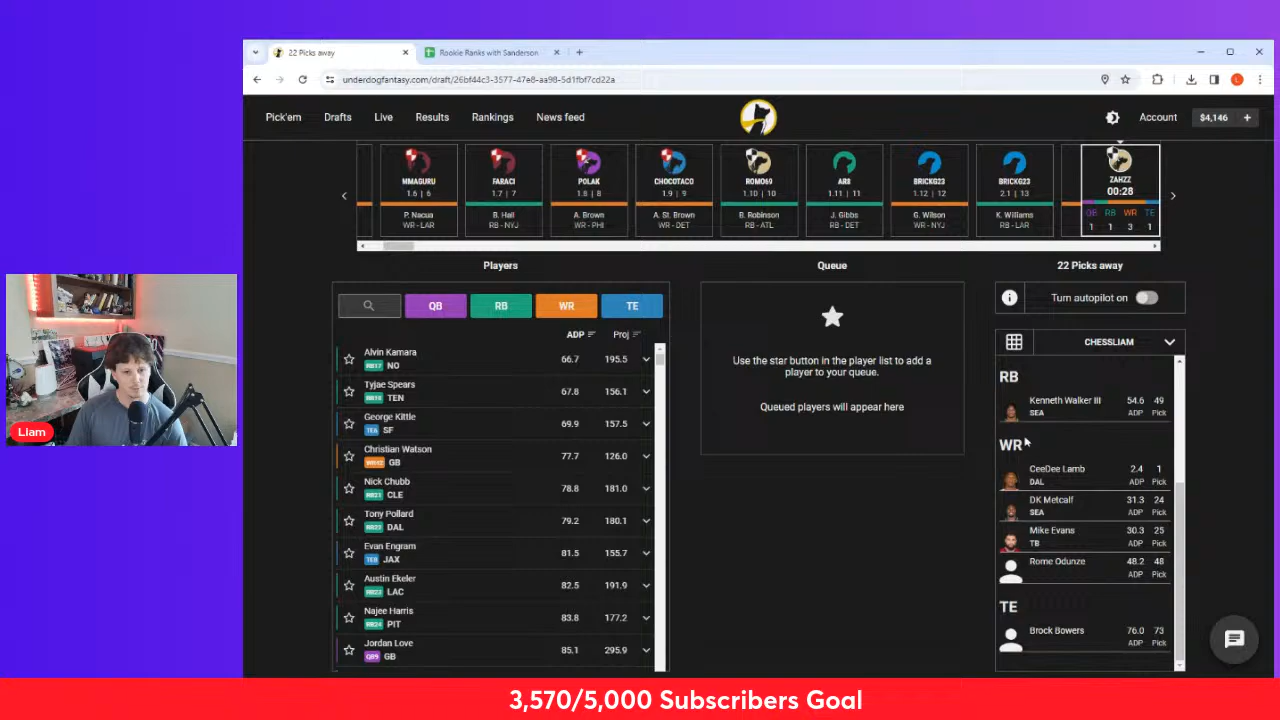 22 Picks away
Rookie Ranks with Sanderson
underdogfantasy.com/draft/26bf44c3-3577-47e8-aa98-5d1fbf7cd22a
Pick'em
Drafts
Live
Results
Rankings
News feed
Account
$4,146
MMAGURU
1.6 | 6
P. Nacua
WR - LAR
FARACI
1.7 | 7
B. Hall
RB - NYJ
POLAK
1.8 | 8
A. Brown
WR - PHI
CHOCOTACO
1.9 | 9
A. St. Brown
WR - DET
ROMO69
1.10 | 10
B. Robinson
RB - ATL
AR8
1.11 | 11
J. Gibbs
RB - DET
BRICKG23
1.12 | 12
G. Wilson
WR - NYJ
BRICKG23
2.1 | 13
K. Williams
RB - LAR
ZAHZZ
00:28
QB RB WR TE
1 1 3 1
Players
Queue
22 Picks away
QB
RB
WR
TE
ADP
Proj
Alvin Kamara
RB17 NO
66.7
195.5
Tyjae Spears
RB18 TEN
67.8
156.1
George Kittle
TE6 SF
69.9
157.5
Christian Watson
GB
77.7
126.0
Nick Chubb
RB21 CLE
78.8
181.0
Tony Pollard
RB22 DAL
79.2
180.1
Evan Engram
TE8 JAX
81.5
155.7
Austin Ekeler
RB23 LAC
82.5
191.9
Najee Harris
RB24 PIT
83.8
177.2
Jordan Love
QB9 GB
85.1
295.9
Use the star button in the player list to add a
player to your queue.
Queued players will appear here
Turn autopilot on
CHESSLIAM
RB
Kenneth Walker III
SEA
54.6 49
ADP Pick
WR
CeeDee Lamb
DAL
2.4 1
ADP Pick
DK Metcalf
SEA
31.3 24
ADP Pick
Mike Evans
TB
30.3 25
ADP Pick
Rome Odunze
48.2 48
ADP Pick
TE
Brock Bowers
76.0 73
ADP Pick
Liam
3,570/5,000 Subscribers Goal